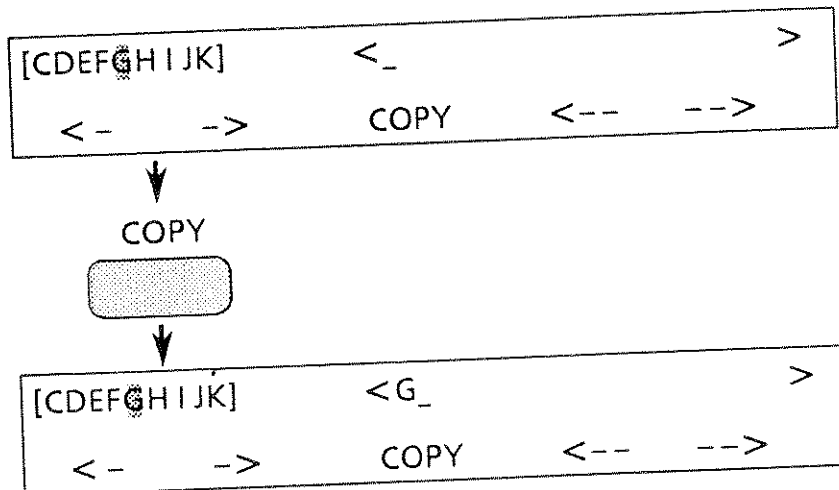 [CDEFGHIJK] <_ >
<- -> COPY <-- -->
COPY
[CDEFGHIJK] <G_ >
<- -> COPY <-- -->